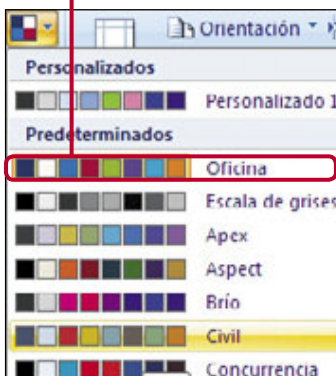 Orientación
Personalizados
Personalizado 1
Predeterminados
Oficina
Escala de grises
Apex
Aspect
Brío
Civil
Concurrencia